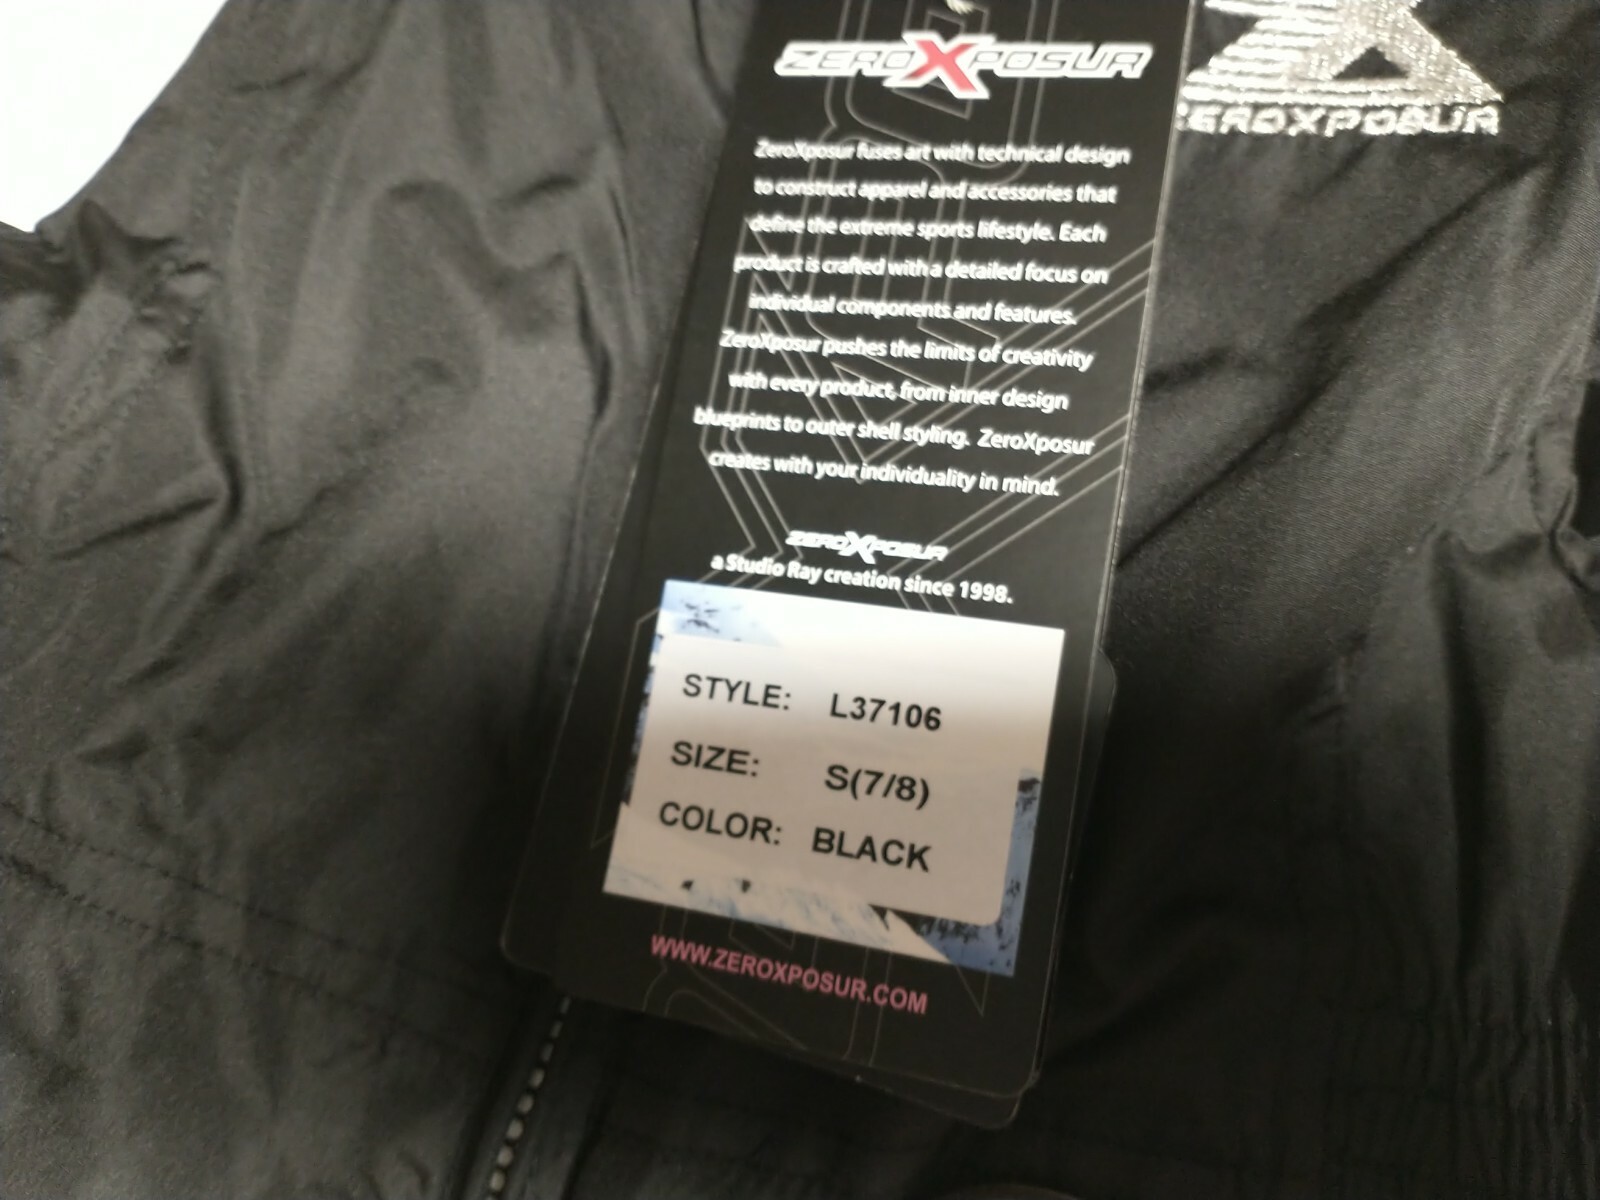 ZEROXPOSUR
ZEROXPOSUR
ZeroXposur fuses art with technical design
to construct apparel and accessories that
define the extreme sports lifestyle. Each
product is crafted with a detailed focus on
individual components and features.
ZeroXposur pushes the limits of creativity
with every product, from inner design
blueprints to outer shell styling. ZeroXposur
creates with your individuality in mind.
ZEROXPOSUR
a Studio Ray creation since 1998.
STYLE: L37106
SIZE: S(7/8)
COLOR: BLACK
WWW.ZEROXPOSUR.COM